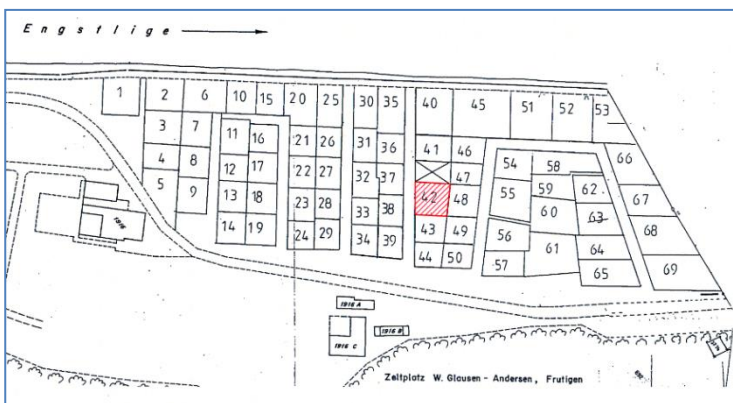 Engstlige
1 2 6 10 15 20 25 30 35 40 45 51 52 53
3 7 11 16 21 26 31 36 41 46 54 58 66
4 8 12 17 22 27 32 37 47 55 59 62 67
5 9 13 18 23 28 33 38 42 48 56 60 63 68
14 19 24 29 34 39 43 49 57 61 64 69
44 50 65
1916
1916 A
1916 B
1916 C
Zeltplatz W. Glausen - Andersen, Frutigen